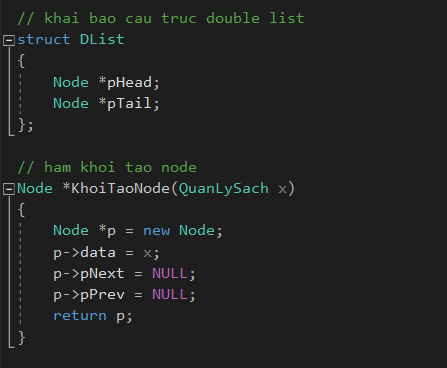 // khai bao cau truc double list
struct DList
{
    Node *pHead;
    Node *pTail;
};
// ham khoi tao node
Node *KhoiTaoNode(QuanLySach x)
{
    Node *p = new Node;
    p->data = x;
    p->pNext = NULL;
    p->pPrev = NULL;
    return p;
}